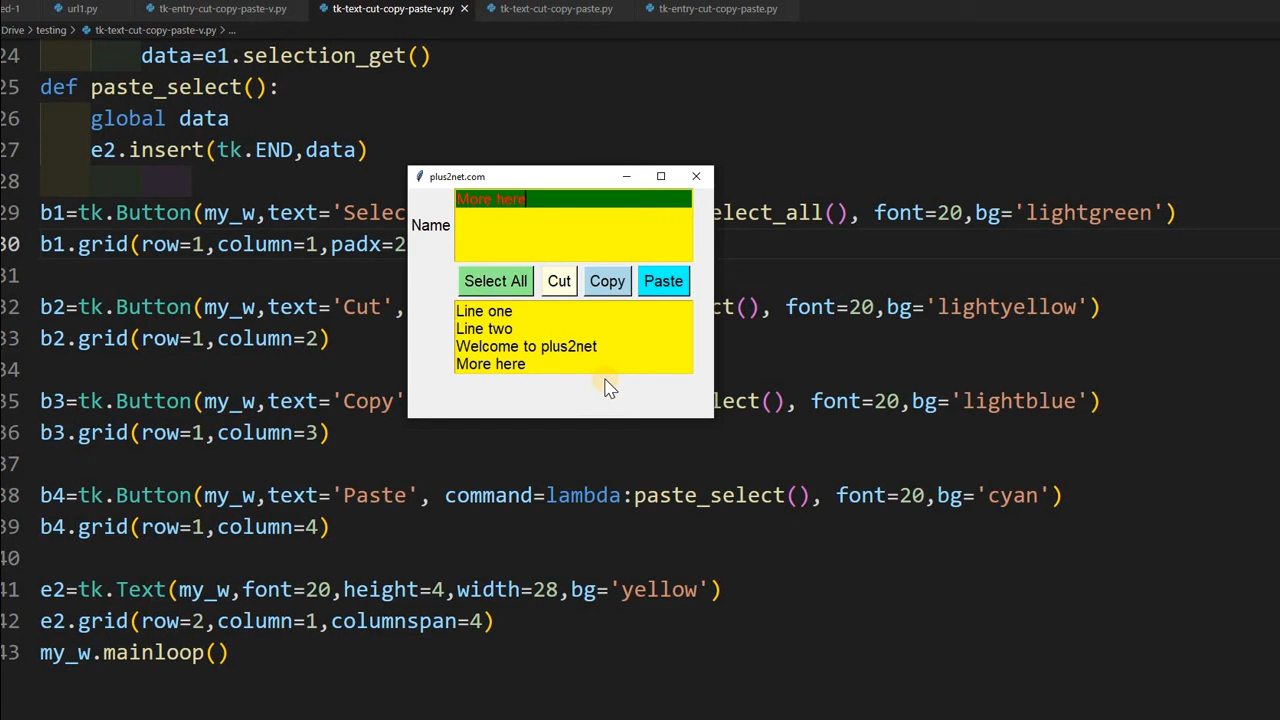 ed-1 url1.py tk-entry-cut-copy-paste-v.py tk-text-cut-copy-paste-v.py × tk-text-cut-copy-paste.py tk-entry-cut-copy-paste.py
Drive > testing > tk-text-cut-copy-paste-v.py > ...
24 data=e1.selection_get()
25 def paste_select():
26 global data
27 e2.insert(tk.END,data)
28
29 b1=tk.Button(my_w,text='Selec
elect_all(), font=20,bg='lightgreen')
30 b1.grid(row=1,column=1,padx=2
31
32 b2=tk.Button(my_w,text='Cut',
ct(), font=20,bg='lightyellow')
33 b2.grid(row=1,column=2)
34
35 b3=tk.Button(my_w,text='Copy'
lect(), font=20,bg='lightblue')
36 b3.grid(row=1,column=3)
37
38 b4=tk.Button(my_w,text='Paste', command=lambda:paste_select(), font=20,bg='cyan')
39 b4.grid(row=1,column=4)
40
41 e2=tk.Text(my_w,font=20,height=4,width=28,bg='yellow')
42 e2.grid(row=2,column=1,columnspan=4)
43 my_w.mainloop()
plus2net.com
More here
Name
Select All Cut Copy Paste
Line one
Line two
Welcome to plus2net
More here